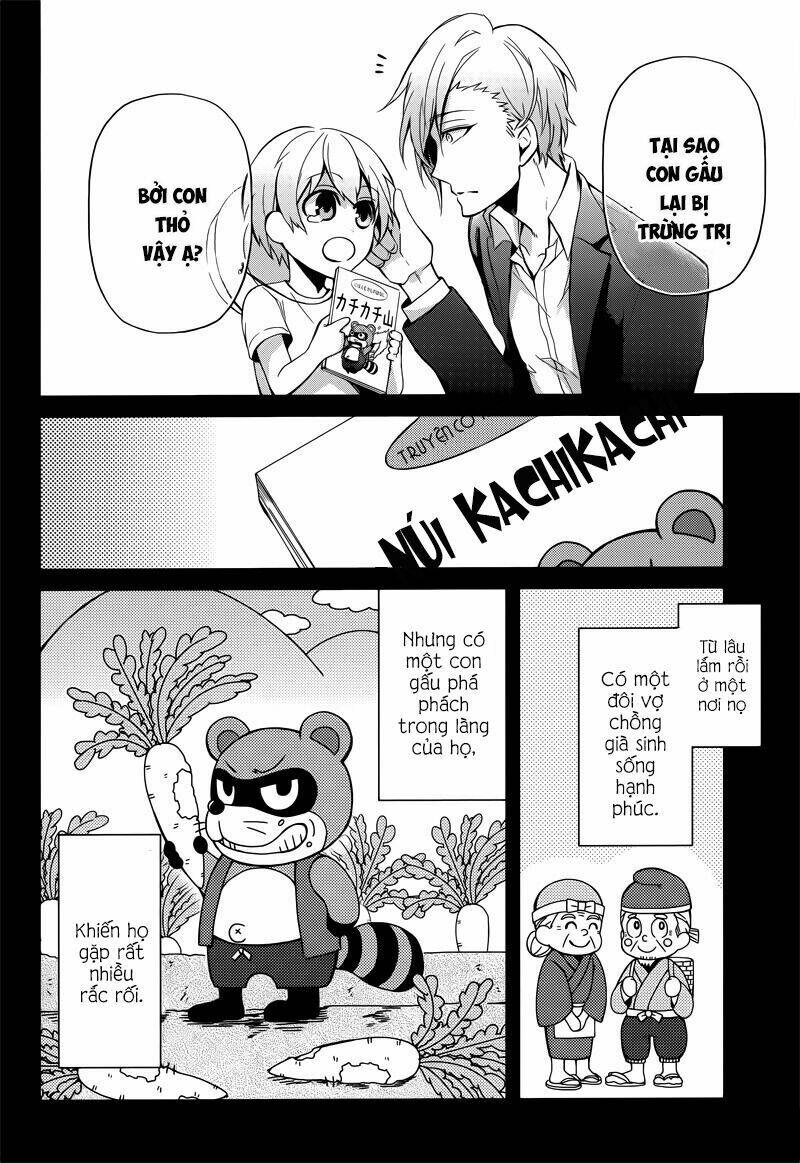 TẠI SAO
CON GẤU
LẠI BỊ
TRỪNG TRỊ
BỞI CON
THỎ
VẬY Ạ?
カチカチ山
TRUYỆN CỔ
NÚI KACHIKACHI
Từ lâu
lắm rồi
ở một
nơi nọ
Có một
đôi vợ
chồng
già sinh
sống
hạnh
phúc.
Nhưng có
một con
gấu phá
phách
trong làng
của họ,
Khiến họ
gặp rất
nhiều
rắc rối.